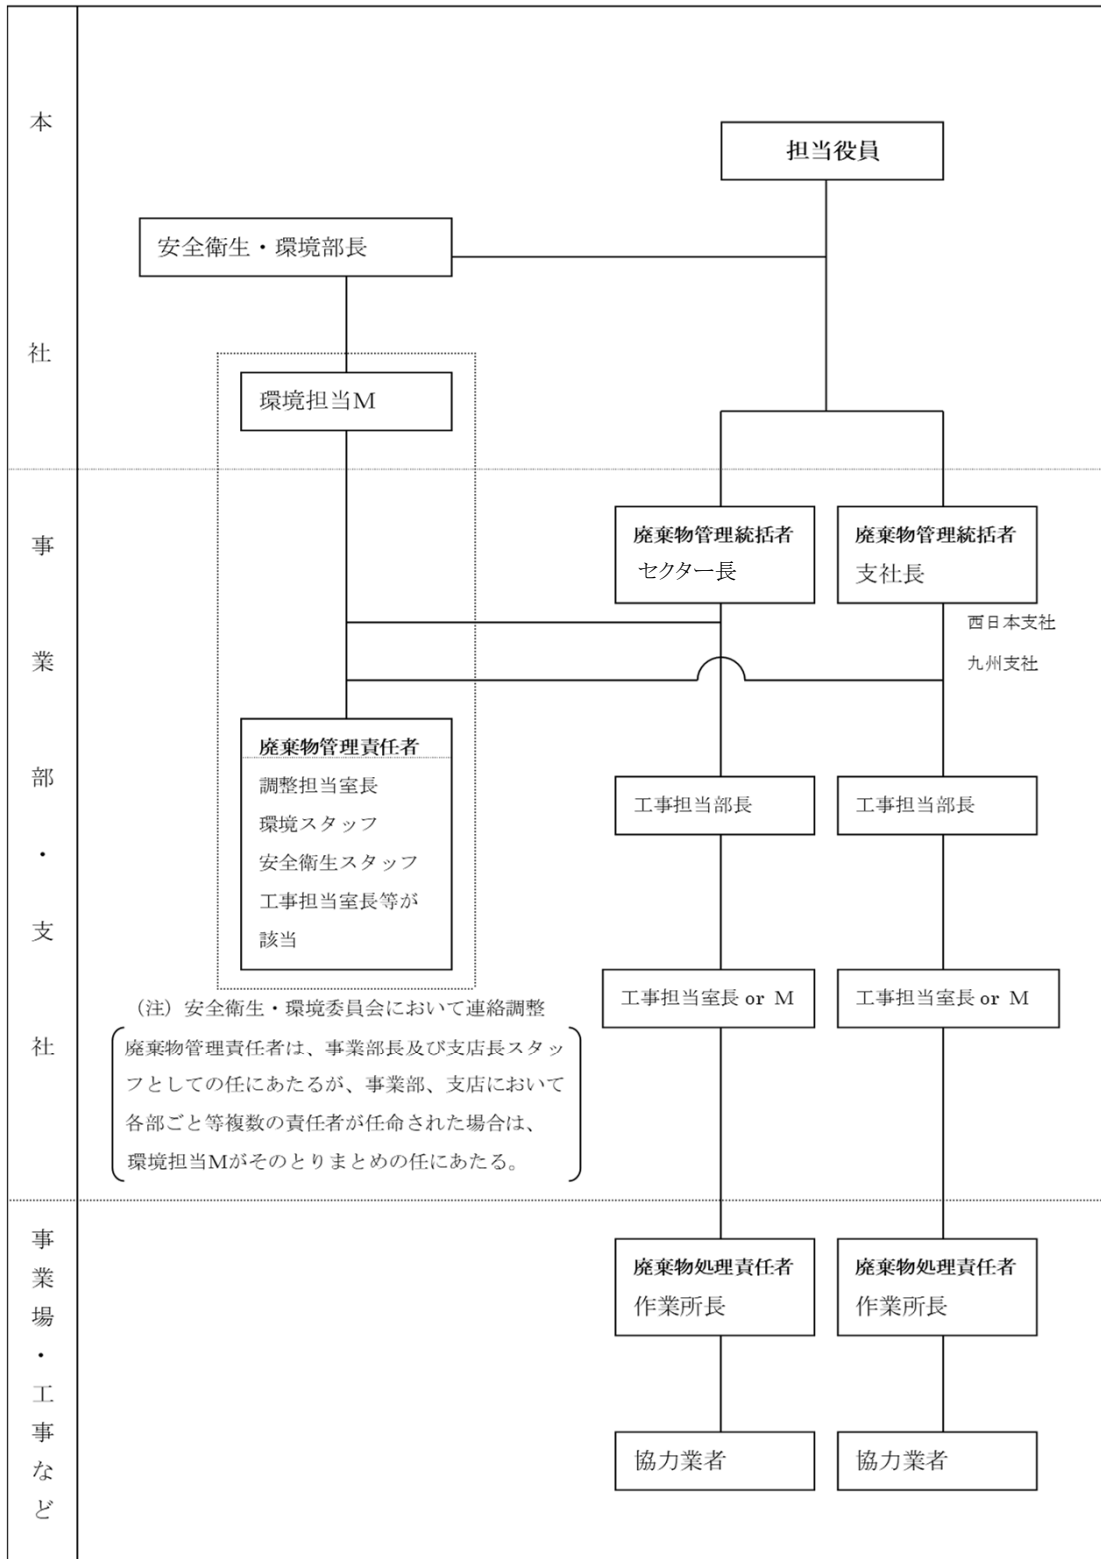 本社
担当役員
安全衛生・環境部長
環境担当M
事業部・支社
廃棄物管理統括者
セクター長
廃棄物管理統括者
支社長
西日本支社
九州支社
廃棄物管理責任者
調整担当室長
環境スタッフ
安全衛生スタッフ
工事担当室長等が
該当
工事担当部長
工事担当部長
工事担当室長 or M
工事担当室長 or M
（注）安全衛生・環境委員会において連絡調整
廃棄物管理責任者は、事業部長及び支店長スタッ
フとしての任にあたるが、事業部、支店において
各部ごと等複数の責任者が任命された場合は、
環境担当Mがそのとりまとめの任にあたる。
事業場・工事など
廃棄物処理責任者
作業所長
廃棄物処理責任者
作業所長
協力業者
協力業者